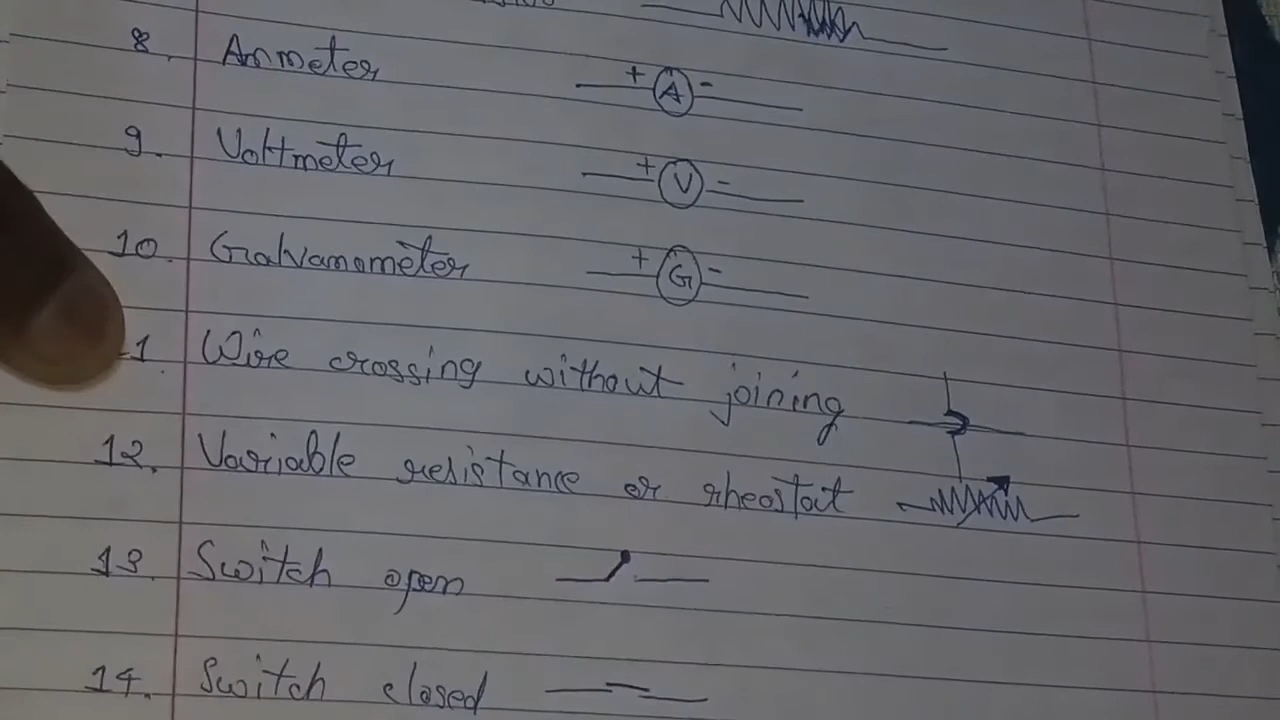 8. Ammeter + A -
9. Voltmeter + V -
10. Galvanometer + G -
1. Wire crossing without joining
12. Variable resistance or rheostat
13. Switch open
14. Switch closed